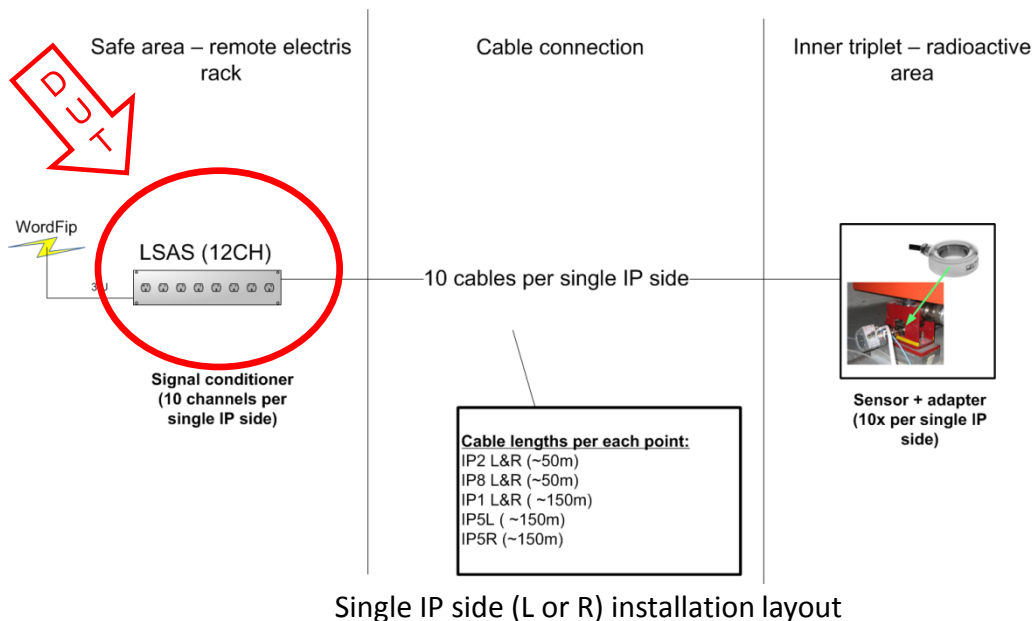 Safe area – remote electris
rack
Cable connection
Inner triplet – radioactive
area
DUT
WordFip
LSAS (12CH)
3U
10 cables per single IP side
Signal conditioner
(10 channels per
single IP side)
Sensor + adapter
(10x per single IP
side)
Cable lengths per each point:
IP2 L&R (~50m)
IP8 L&R (~50m)
IP1 L&R ( ~150m)
IP5L ( ~150m)
IP5R (~150m)
Single IP side (L or R) installation layout